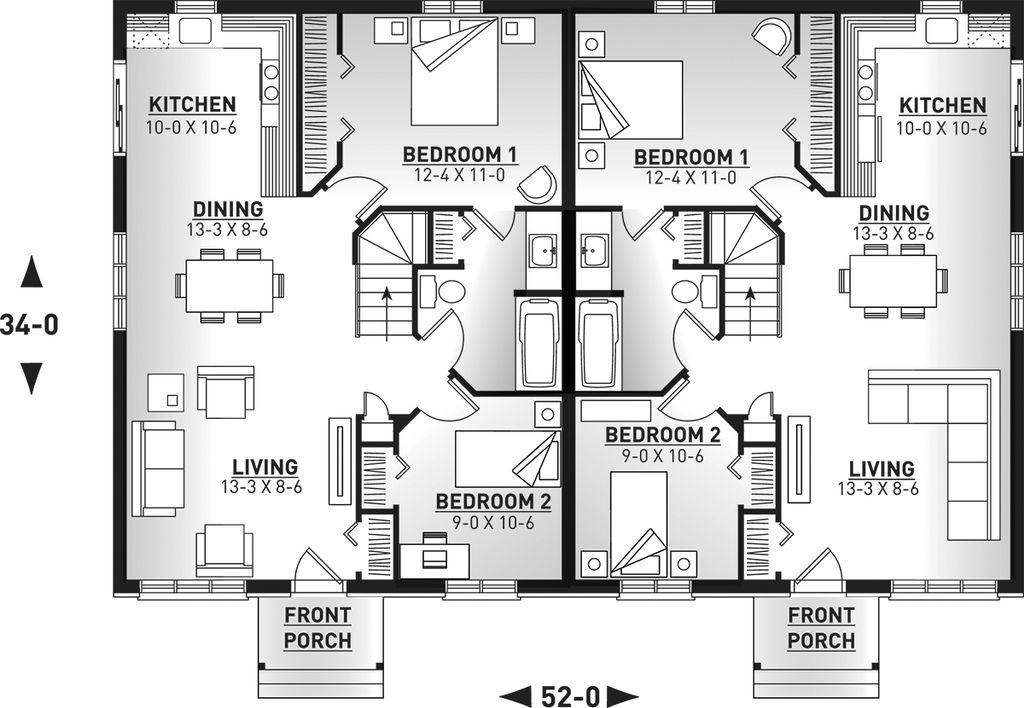 KITCHEN
10-0 X 10-6
BEDROOM 1
12-4 X 11-0
BEDROOM 1
12-4 X 11-0
KITCHEN
10-0 X 10-6
DINING
13-3 X 8-6
DINING
13-3 X 8-6
34-0
LIVING
13-3 X 8-6
BEDROOM 2
9-0 X 10-6
BEDROOM 2
9-0 X 10-6
LIVING
13-3 X 8-6
FRONT
PORCH
FRONT
PORCH
52-0